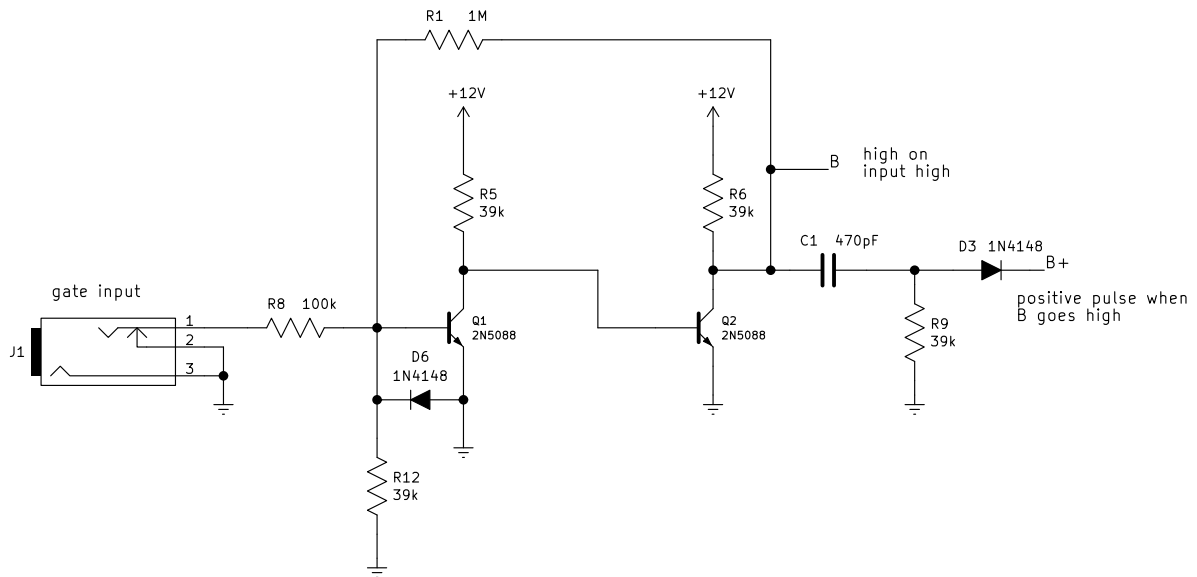 R1 1M
+12V
+12V
B
high on
input high
R5
39k
R6
39k
C1 470pF
D3 1N4148
B+
positive pulse when
B goes high
gate input
R8 100k
1
2
3
J1
Q1
2N5088
Q2
2N5088
R9
39k
D6
1N4148
R12
39k